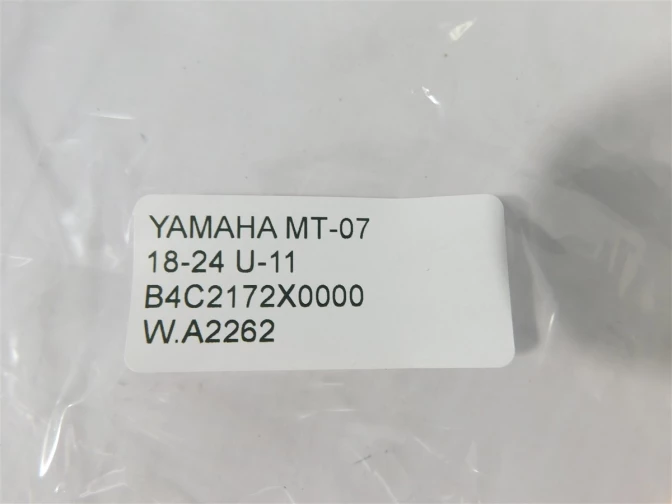 YAMAHA MT-07
18-24 U-11
B4C2172X0000
W.A2262